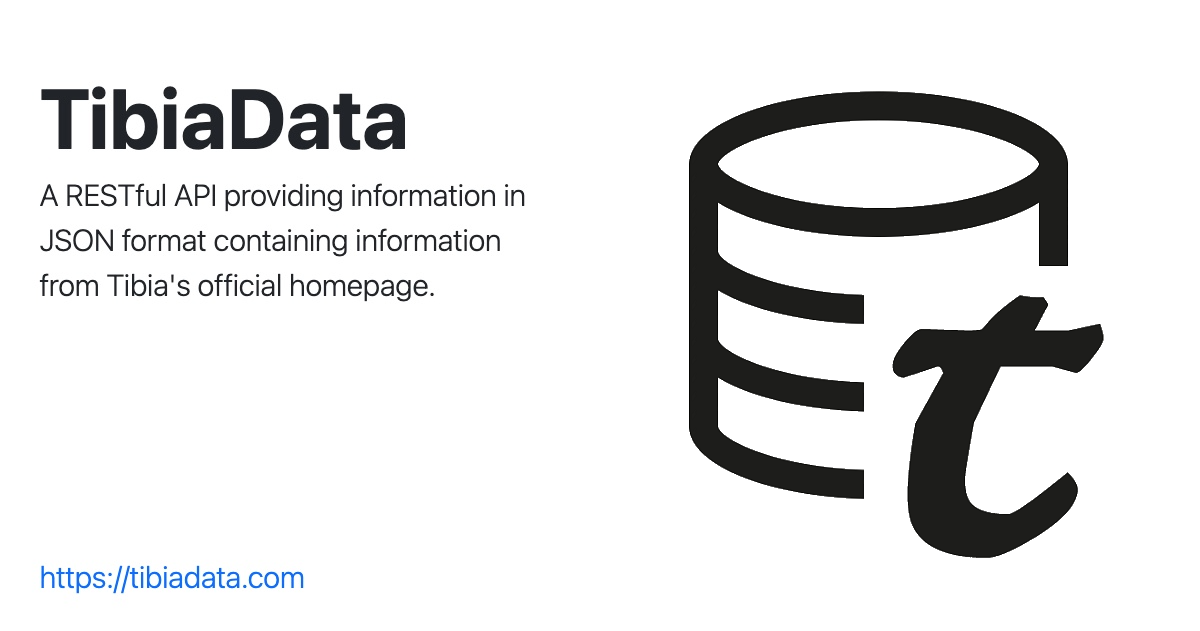 TibiaData
A RESTful API providing information in
JSON format containing information
from Tibia's official homepage.
t
https://tibiadata.com